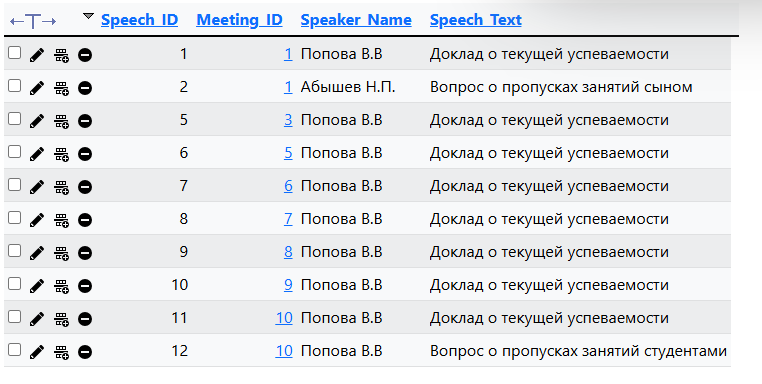 ←T→ Speech_ID Meeting_ID Speaker_Name Speech_Text
1 1 Попова В.В Доклад о текущей успеваемости
2 1 Абышев Н.П. Вопрос о пропусках занятий сыном
5 3 Попова В.В Доклад о текущей успеваемости
6 5 Попова В.В Доклад о текущей успеваемости
7 6 Попова В.В Доклад о текущей успеваемости
8 7 Попова В.В Доклад о текущей успеваемости
9 8 Попова В.В Доклад о текущей успеваемости
10 9 Попова В.В Доклад о текущей успеваемости
11 10 Попова В.В Доклад о текущей успеваемости
12 10 Попова В.В Вопрос о пропусках занятий студентами